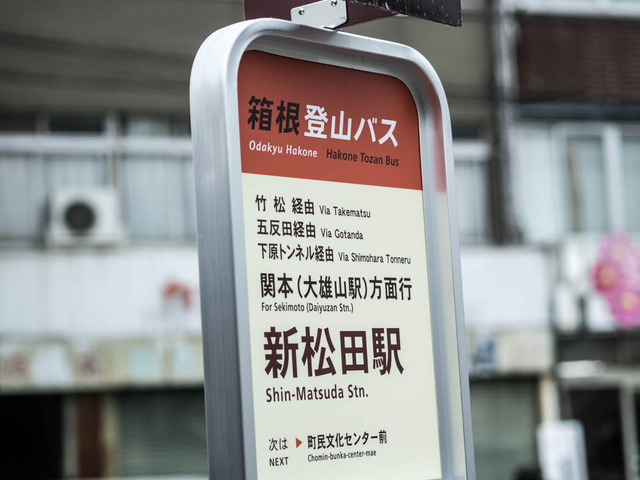 箱根登山バス
Odakyu Hakone Hakone Tozan Bus
竹 松 経由 Via Takematsu
五反田経由 Via Gotanda
下原トンネル経由 Via Shimohara Tonneru
関本（大雄山駅）方面行
For Sekimoto (Daiyuzan Stn.)
新松田駅
Shin-Matsuda Stn.
次は ▶ 町民文化センター前
NEXT Chomin-bunka-center-mae